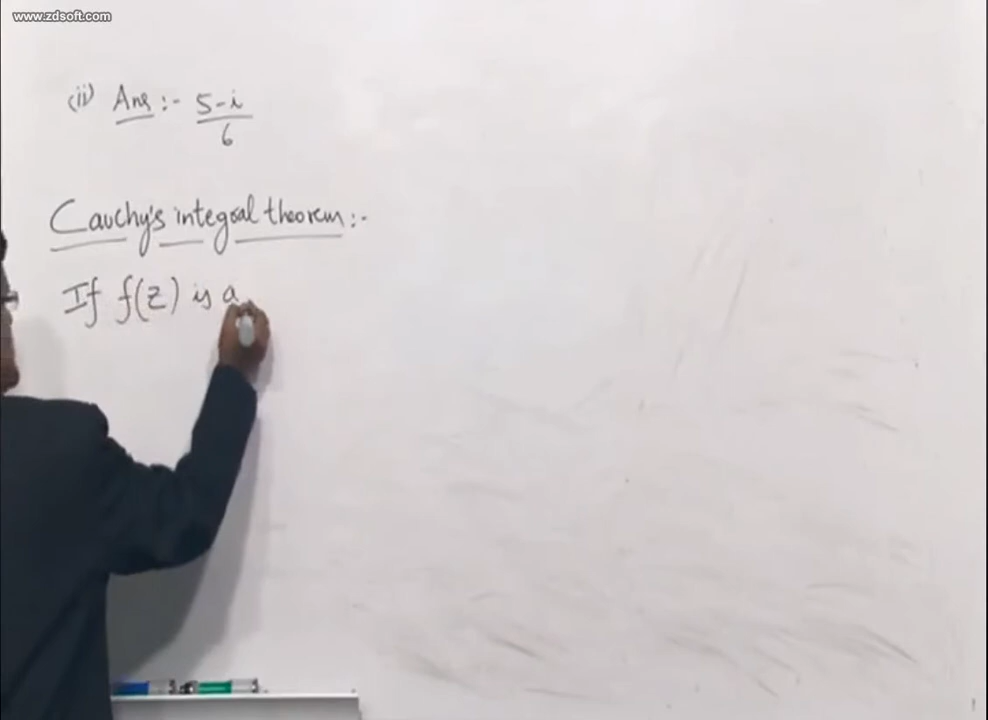 www.zdsoft.com
(ii) Ans :- 5-i/6
Cauchy's integral theorem :-
If f(z) is a